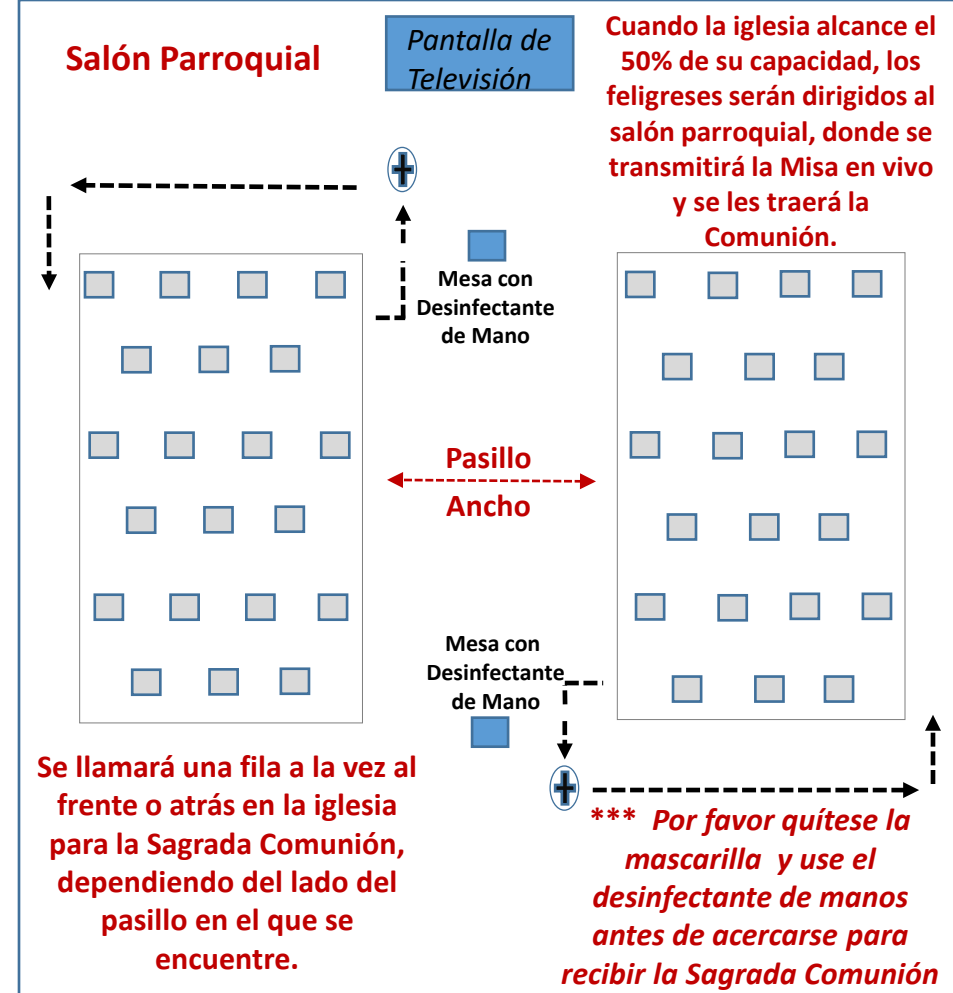 Salón Parroquial
Pantalla de
Televisión
Cuando la iglesia alcance el
50% de su capacidad, los
feligreses serán dirigidos al
salón parroquial, donde se
transmitirá la Misa en vivo
y se les traerá la
Comunión.
Mesa con
Desinfectante
de Mano
Pasillo
Ancho
Mesa con
Desinfectante
de Mano
Se llamará una fila a la vez al
frente o atrás en la iglesia
para la Sagrada Comunión,
dependiendo del lado del
pasillo en el que se
encuentre.
*** Por favor quítese la
mascarilla y use el
desinfectante de manos
antes de acercarse para
recibir la Sagrada Comunión